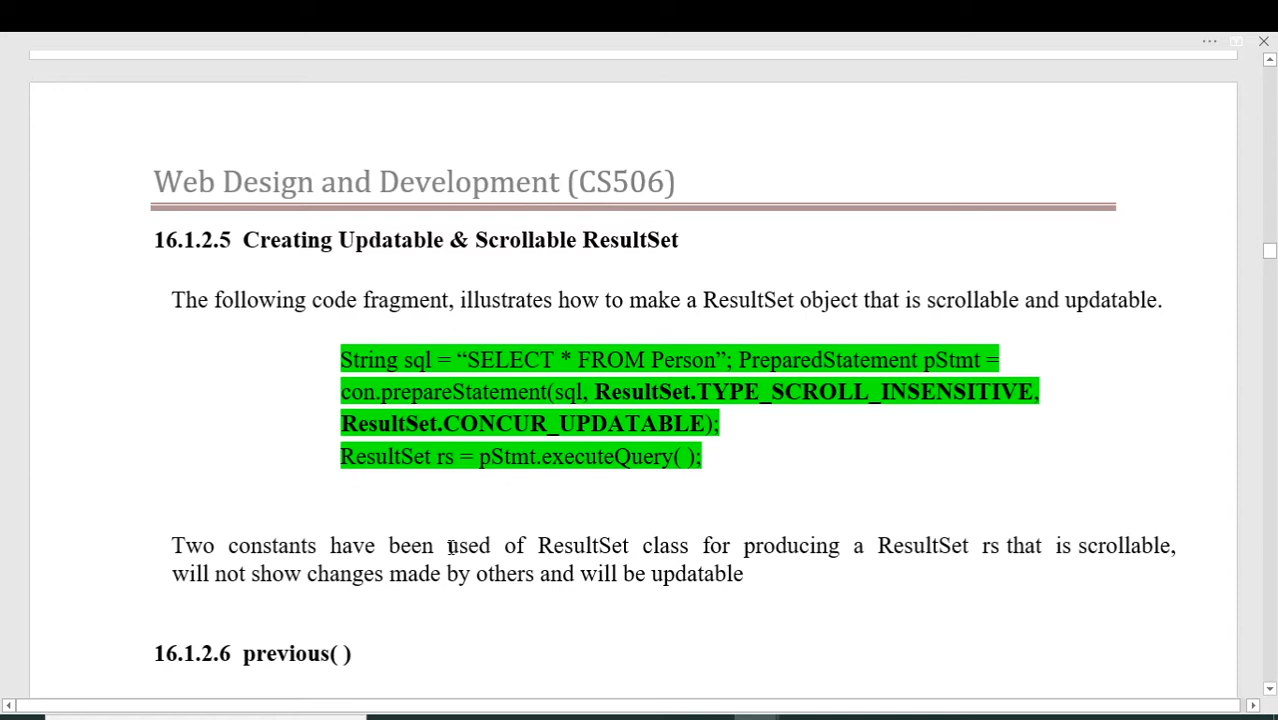 Web Design and Development (CS506)
16.1.2.5 Creating Updatable & Scrollable ResultSet
The following code fragment, illustrates how to make a ResultSet object that is scrollable and updatable.
String sql = “SELECT * FROM Person”; PreparedStatement pStmt =
con.prepareStatement(sql, ResultSet.TYPE_SCROLL_INSENSITIVE,
ResultSet.CONCUR_UPDATABLE);
ResultSet rs = pStmt.executeQuery( );
Two constants have been used of ResultSet class for producing a ResultSet rs that is scrollable,
will not show changes made by others and will be updatable
16.1.2.6 previous( )